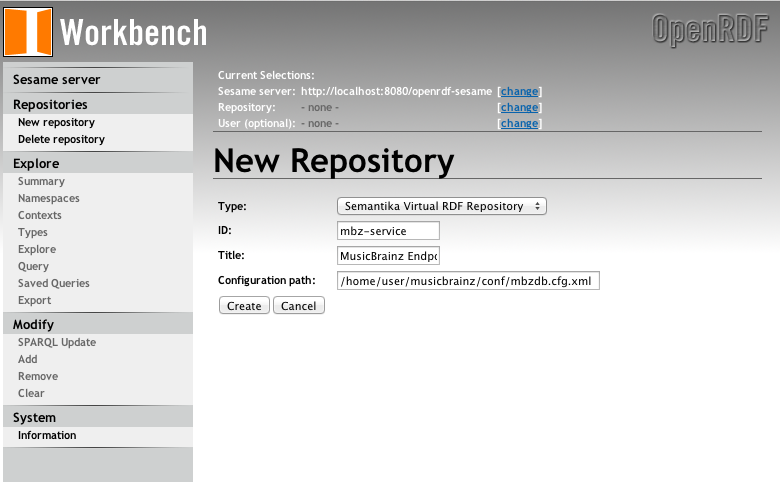 Workbench
OpenRDF
Sesame server
Repositories
New repository
Delete repository
Explore
Summary
Namespaces
Contexts
Types
Explore
Query
Saved Queries
Export
Modify
SPARQL Update
Add
Remove
Clear
System
Information
Current Selections:
Sesame server: http://localhost:8080/openrdf-sesame [change]
Repository: - none - [change]
User (optional): - none - [change]
New Repository
Type: Semantika Virtual RDF Repository
ID: mbz-service
Title: MusicBrainz Endpo
Configuration path: /home/user/musicbrainz/conf/mbzdb.cfg.xml
Create Cancel